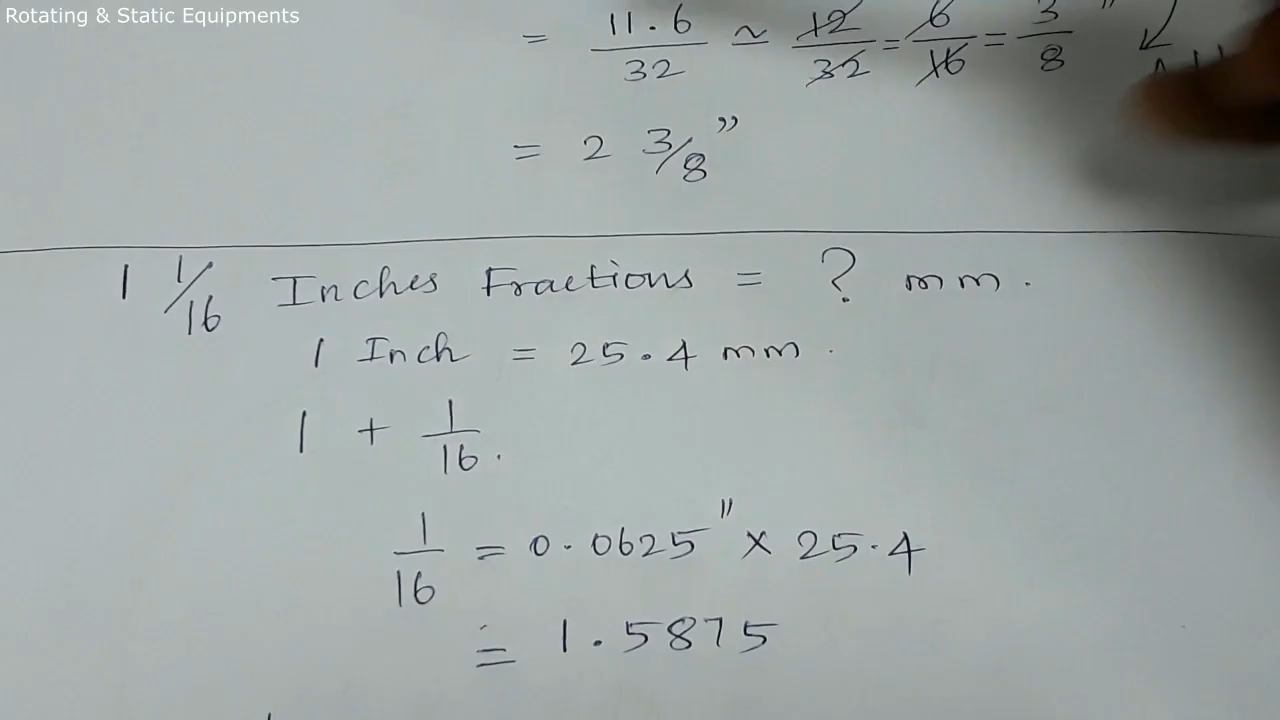 Rotating & Static Equipments
= 11.6/32 ≃ 12/32 = 6/16 = 3/8 "
= 2 3/8 "
1 1/16 Inches Fractions = ? mm.
1 Inch = 25.4 mm.
1 + 1/16.
1/16 = 0.0625" × 25.4
= 1.5875